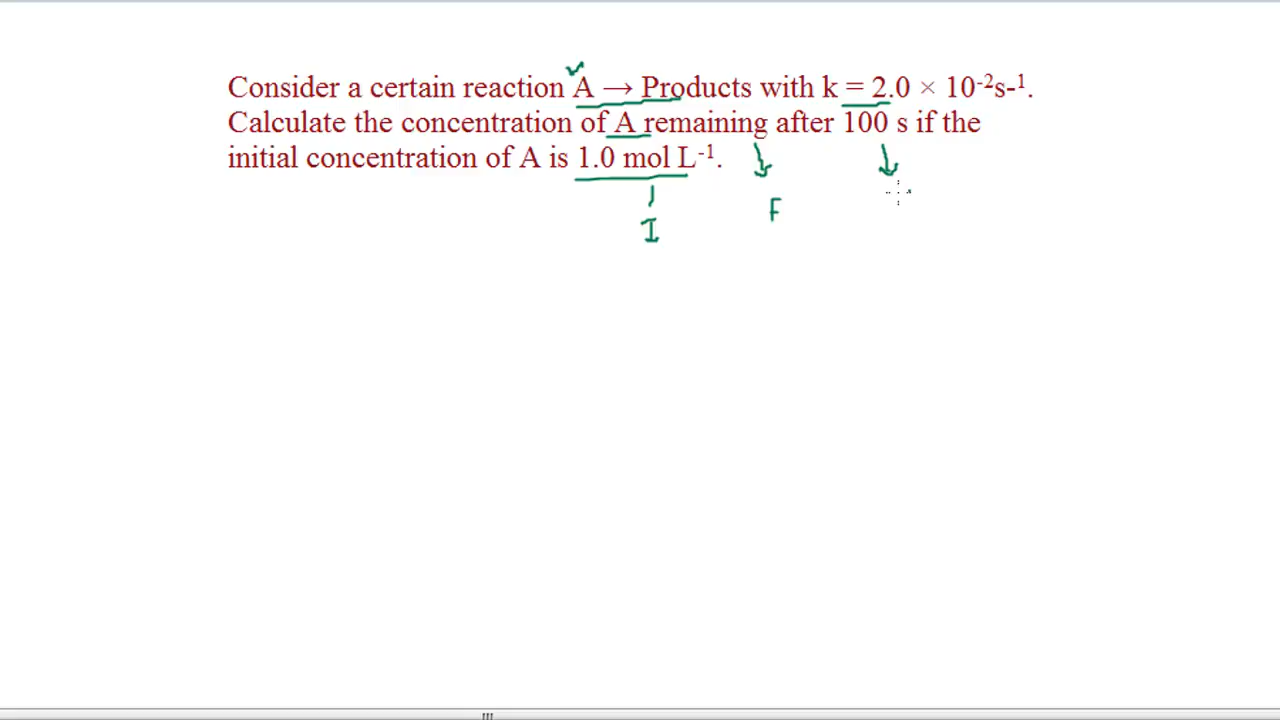 Consider a certain reaction A → Products with k = 2.0 × 10⁻²s-¹.
Calculate the concentration of A remaining after 100 s if the
initial concentration of A is 1.0 mol L⁻¹.
I F